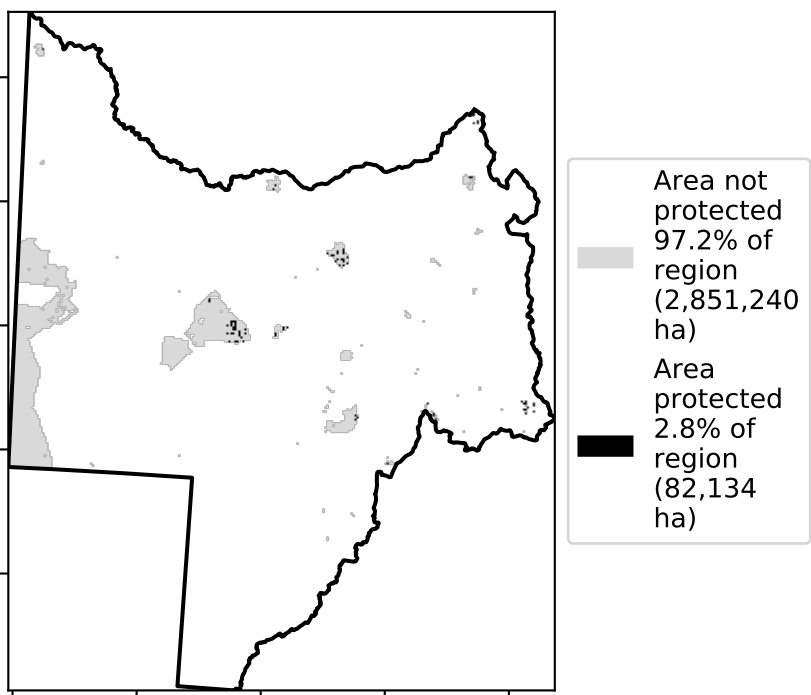 Area not
protected
97.2% of
region
(2,851,240
ha)
Area
protected
2.8% of
region
(82,134
ha)